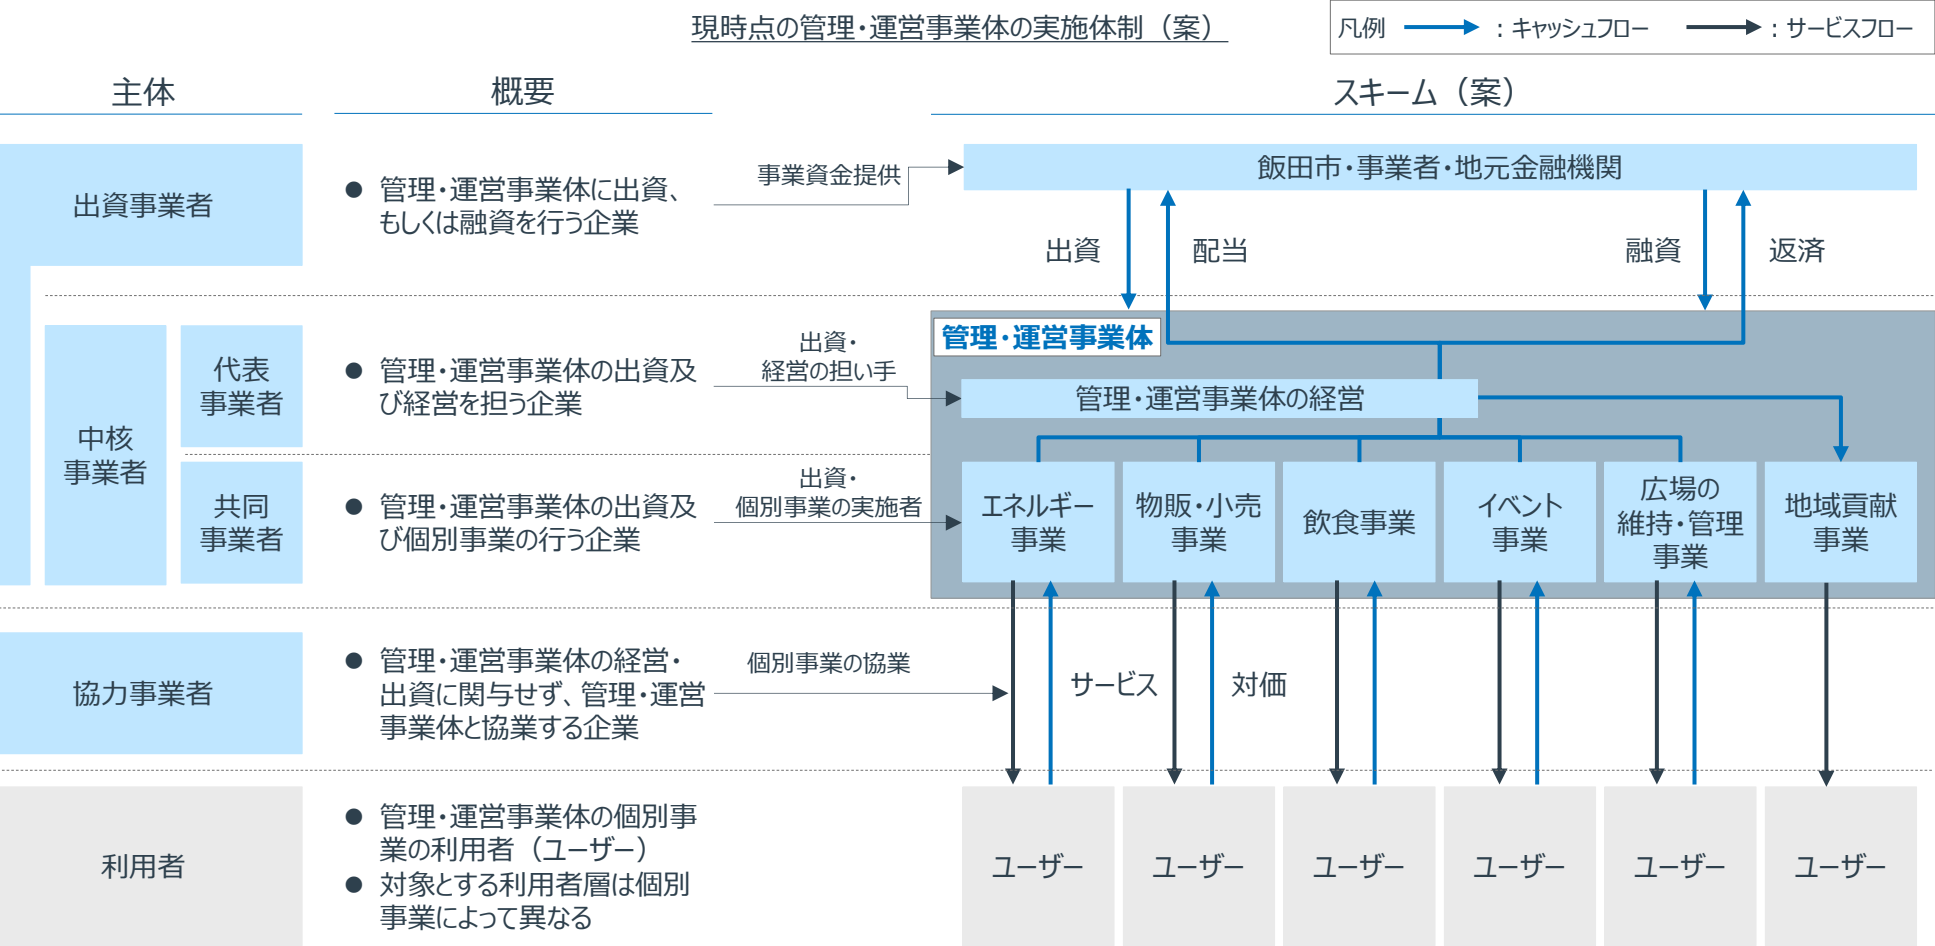 現時点の管理・運営事業体の実施体制（案）
凡例
：キャッシュフロー
：サービスフロー
主体
概要
スキーム（案）
出資事業者
● 管理・運営事業体に出資、
もしくは融資を行う企業
事業資金提供
飯田市・事業者・地元金融機関
出資
配当
融資
返済
中核
事業者
代表
事業者
● 管理・運営事業体の出資及
び経営を担う企業
出資・
経営の担い手
管理・運営事業体
管理・運営事業体の経営
共同
事業者
● 管理・運営事業体の出資及
び個別事業の行う企業
出資・
個別事業の実施者
エネルギー
事業
物販・小売
事業
飲食事業
イベント
事業
広場の
維持・管理
事業
地域貢献
事業
協力事業者
● 管理・運営事業体の経営・
出資に関与せず、管理・運営
事業体と協業する企業
個別事業の協業
サービス
対価
利用者
● 管理・運営事業体の個別事
業の利用者（ユーザー）
● 対象とする利用者層は個別
事業によって異なる
ユーザー
ユーザー
ユーザー
ユーザー
ユーザー
ユーザー